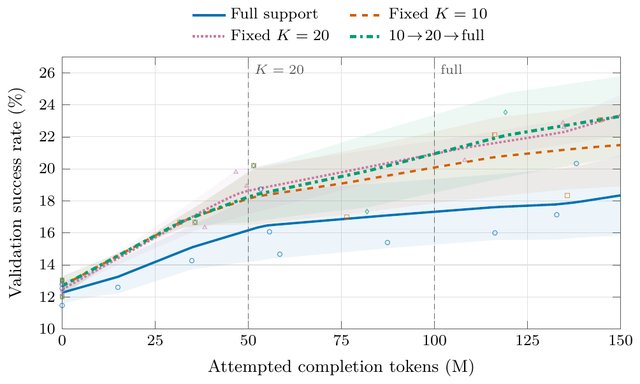 Full support
Fixed K = 10
Fixed K = 20
10→20→full
K = 20
full
26
24
22
20
18
16
14
12
10
Validation success rate (%)
0
25
50
75
100
125
150
Attempted completion tokens (M)